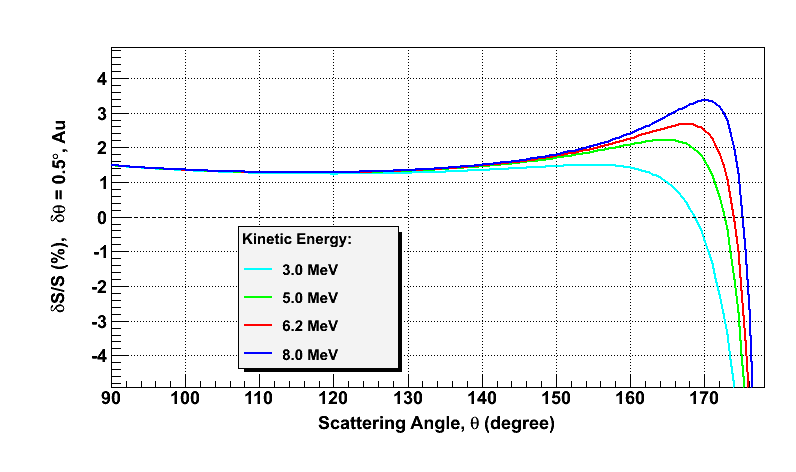 δS/S (%), δθ = 0.5°, Au
4
3
2
1
0
-1
-2
-3
-4
Kinetic Energy:
3.0 MeV
5.0 MeV
6.2 MeV
8.0 MeV
90 100 110 120 130 140 150 160 170
Scattering Angle, θ (degree)